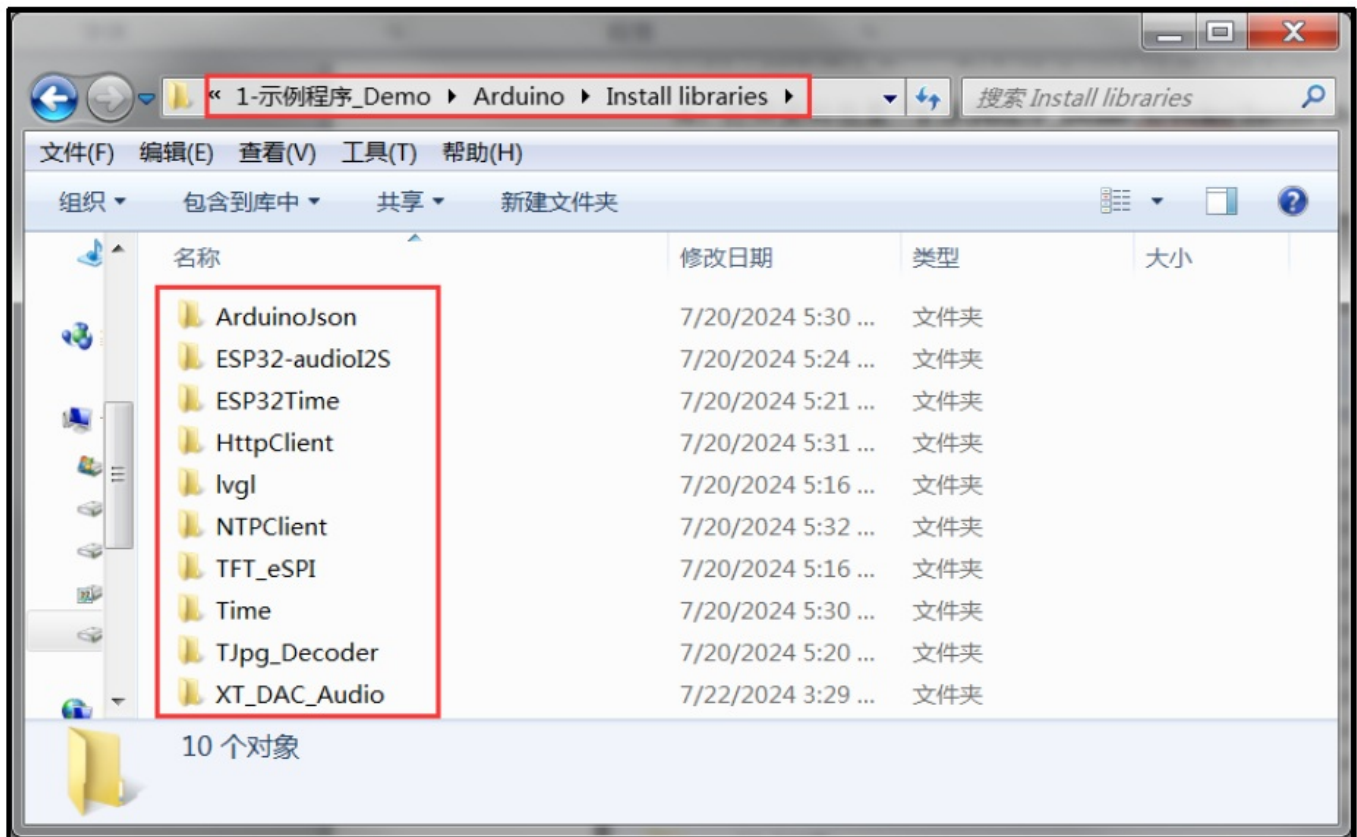 « 1-示例程序_Demo ▸ Arduino ▸ Install libraries ▸ 搜索 Install libraries
文件(F) 编辑(E) 查看(V) 工具(T) 帮助(H)
组织 包含到库中 共享 新建文件夹
名称 修改日期 类型 大小
ArduinoJson 7/20/2024 5:30 ... 文件夹
ESP32-audioI2S 7/20/2024 5:24 ... 文件夹
ESP32Time 7/20/2024 5:21 ... 文件夹
HttpClient 7/20/2024 5:31 ... 文件夹
lvgl 7/20/2024 5:16 ... 文件夹
NTPClient 7/20/2024 5:32 ... 文件夹
TFT_eSPI 7/20/2024 5:16 ... 文件夹
Time 7/20/2024 5:30 ... 文件夹
TJpg_Decoder 7/20/2024 5:20 ... 文件夹
XT_DAC_Audio 7/22/2024 3:29 ... 文件夹
10 个对象